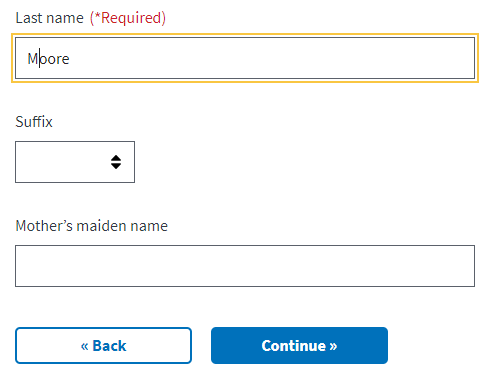 Last name (*Required)
Moore
Suffix
Mother’s maiden name
« Back
Continue »